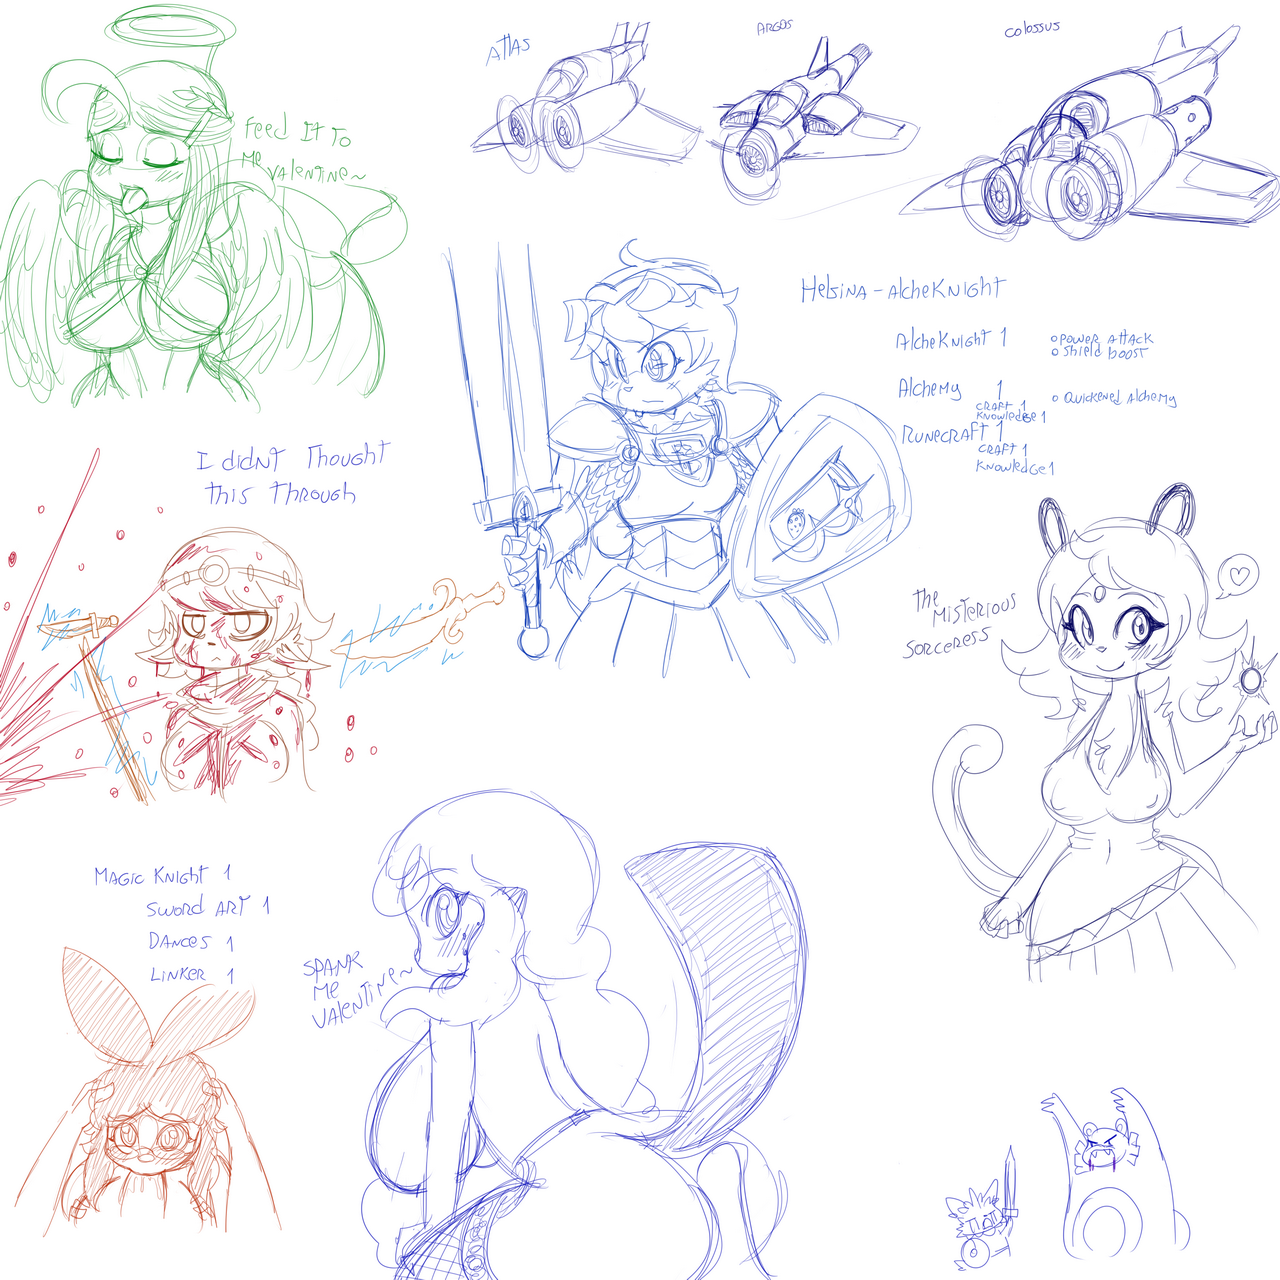 Feed It To
Me Valentine~
Atlas
Argos
Colossus
Helsina - AlcheKnight
AlcheKnight 1
o Power Attack
o Shield boost
Alchemy 1
Craft 1
Knowledge 1
o Quickened Alchemy
Runecraft 1
Craft 1
Knowledge 1
I didnt Thought
this Through
The
Misterious
Sorceress
Magic Knight 1
Sword Art 1
Dances 1
Linker 1
Spank
Me
Valentine~